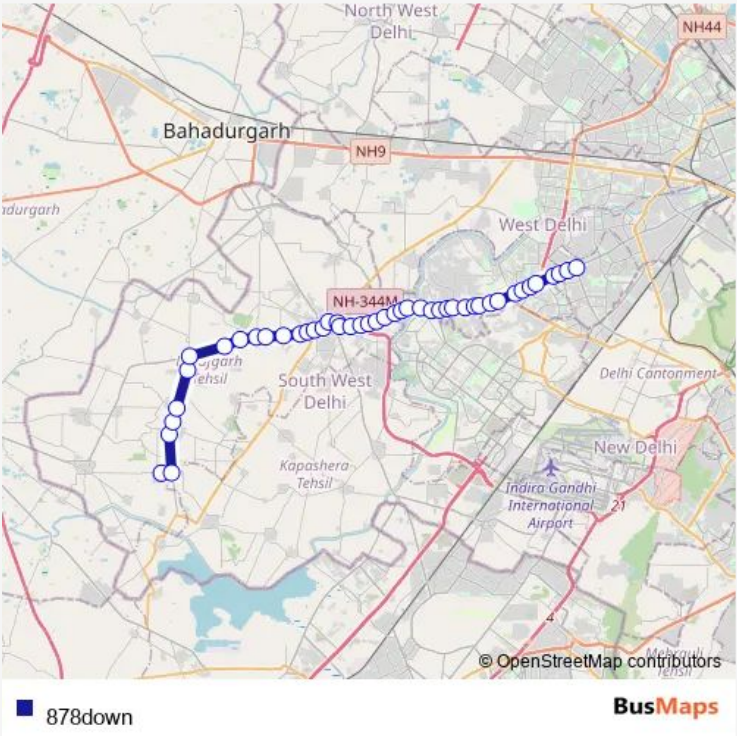 North West
Delhi
NH44
Bahadurgarh
NH9
adurgarh
West Delhi
NH-344M
Tehsil
South West
Delhi
Delhi Cantonment
New Delhi
Kapashera
Tehsil
Indira Gandhi
International
Airport
21
4
Mehrauli
Tehsil
© OpenStreetMap contributors
878down
BusMaps